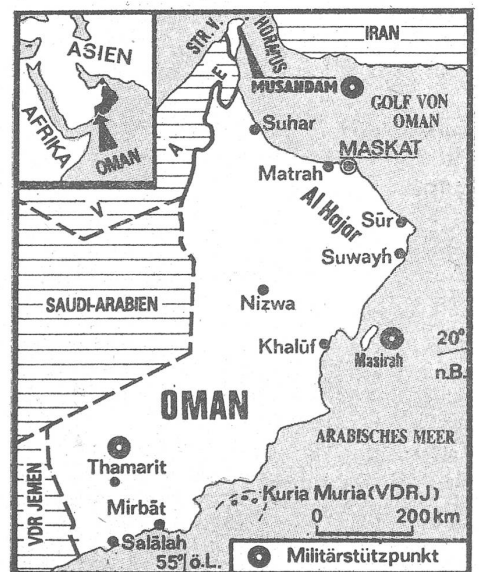 ASIEN
AFRIKA
OMAN
STR. V.
HORMUS
IRAN
MUSANDAM
GOLF VON
OMAN
V A E
Suhar
MASKAT
Matrah
Al Hajar
Sūr
Suwayh
SAUDI-ARABIEN
Nizwa
Khalūf
Masirah
20°
n.B.
OMAN
ARABISCHES MEER
Thamarit
VDR JEMEN
Mirbāt
Kuria Muria (VDRJ)
0 200 km
Salālah
55° ö.L.
Militärstützpunkt